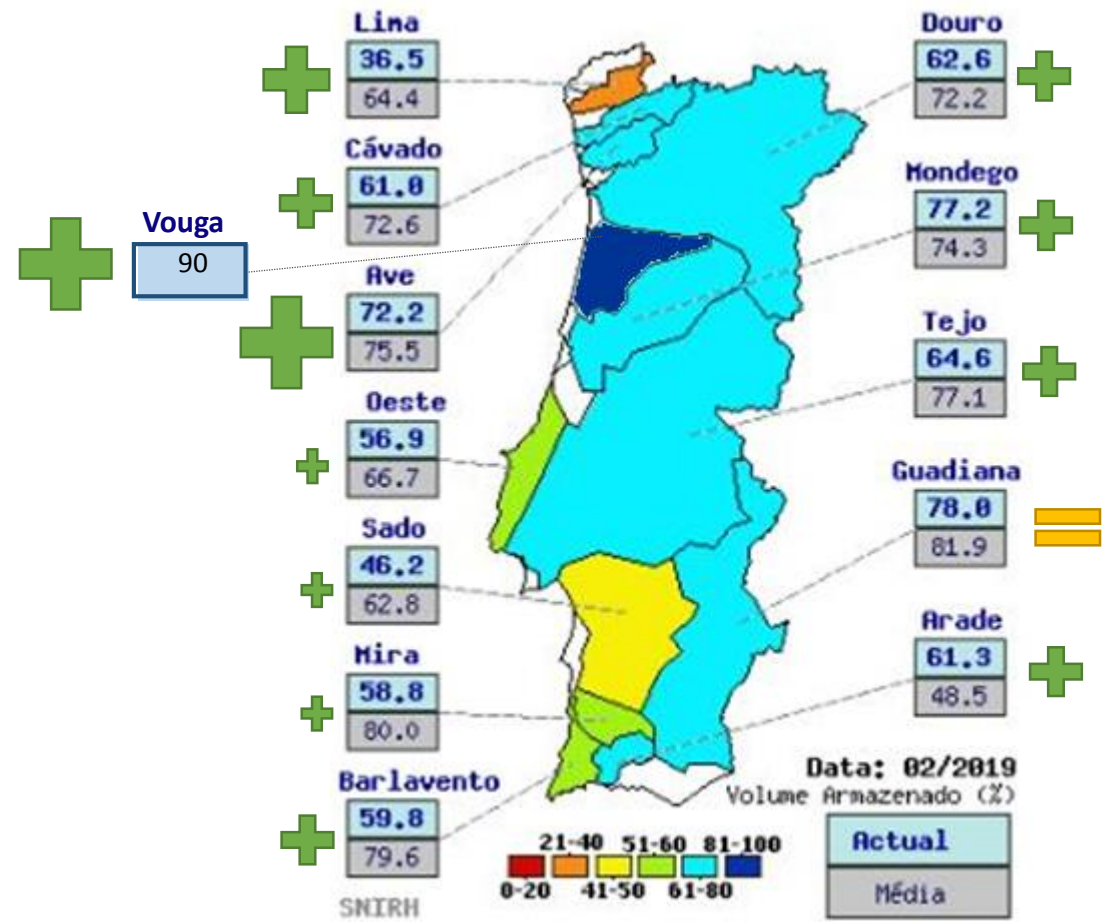 Lima
36.5
64.4
Cávado
61.0
72.6
Vouga
90
Ave
72.2
75.5
Oeste
56.9
66.7
Sado
46.2
62.8
Mira
58.8
80.0
Barlavento
59.8
79.6
SNIRH
Douro
62.6
72.2
Mondego
77.2
74.3
Tejo
64.6
77.1
Guadiana
78.0
81.9
Arade
61.3
48.5
Data: 02/2019
Volume Armazenado (%)
21-40 51-60 81-100
0-20 41-50 61-80
Actual
Média